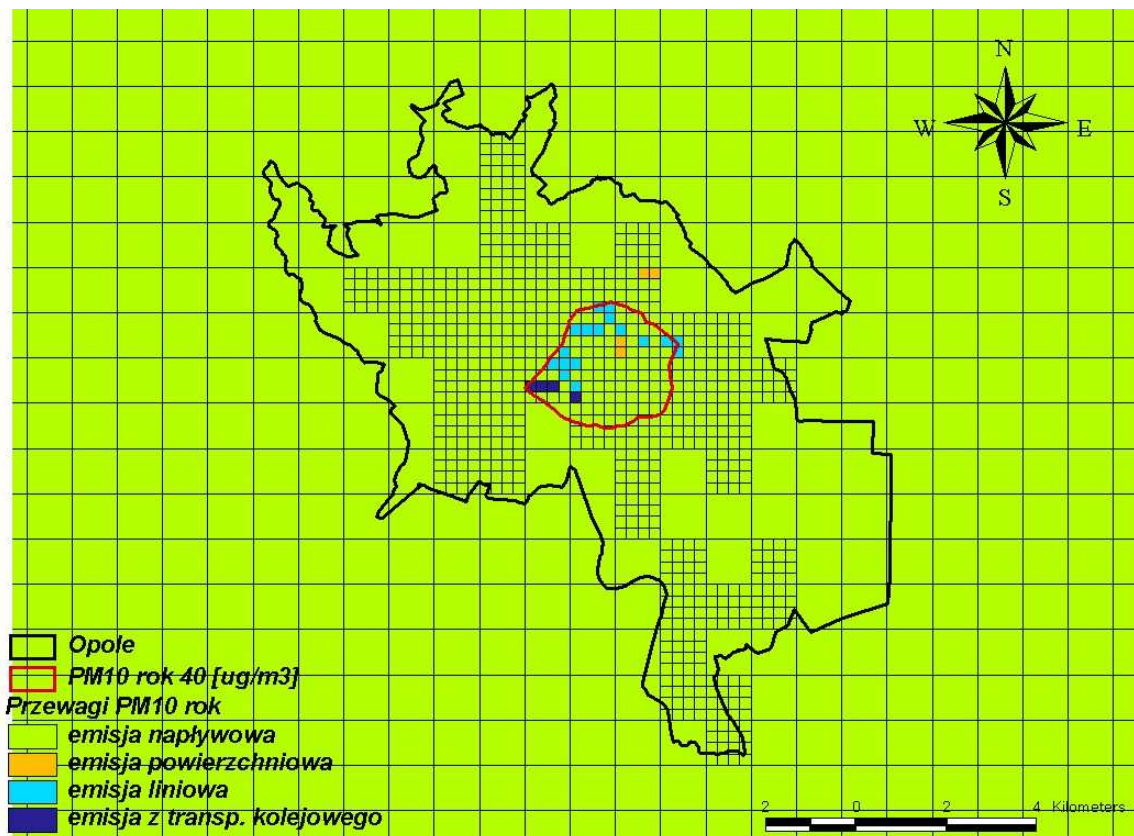 N
W E
S
Opole
PM10 rok 40 [ug/m3]
Przewagi PM10 rok
emisja napływowa
emisja powierzchniowa
emisja liniowa
emisja z transp. kolejowego
2 0 2 4 Kilometers